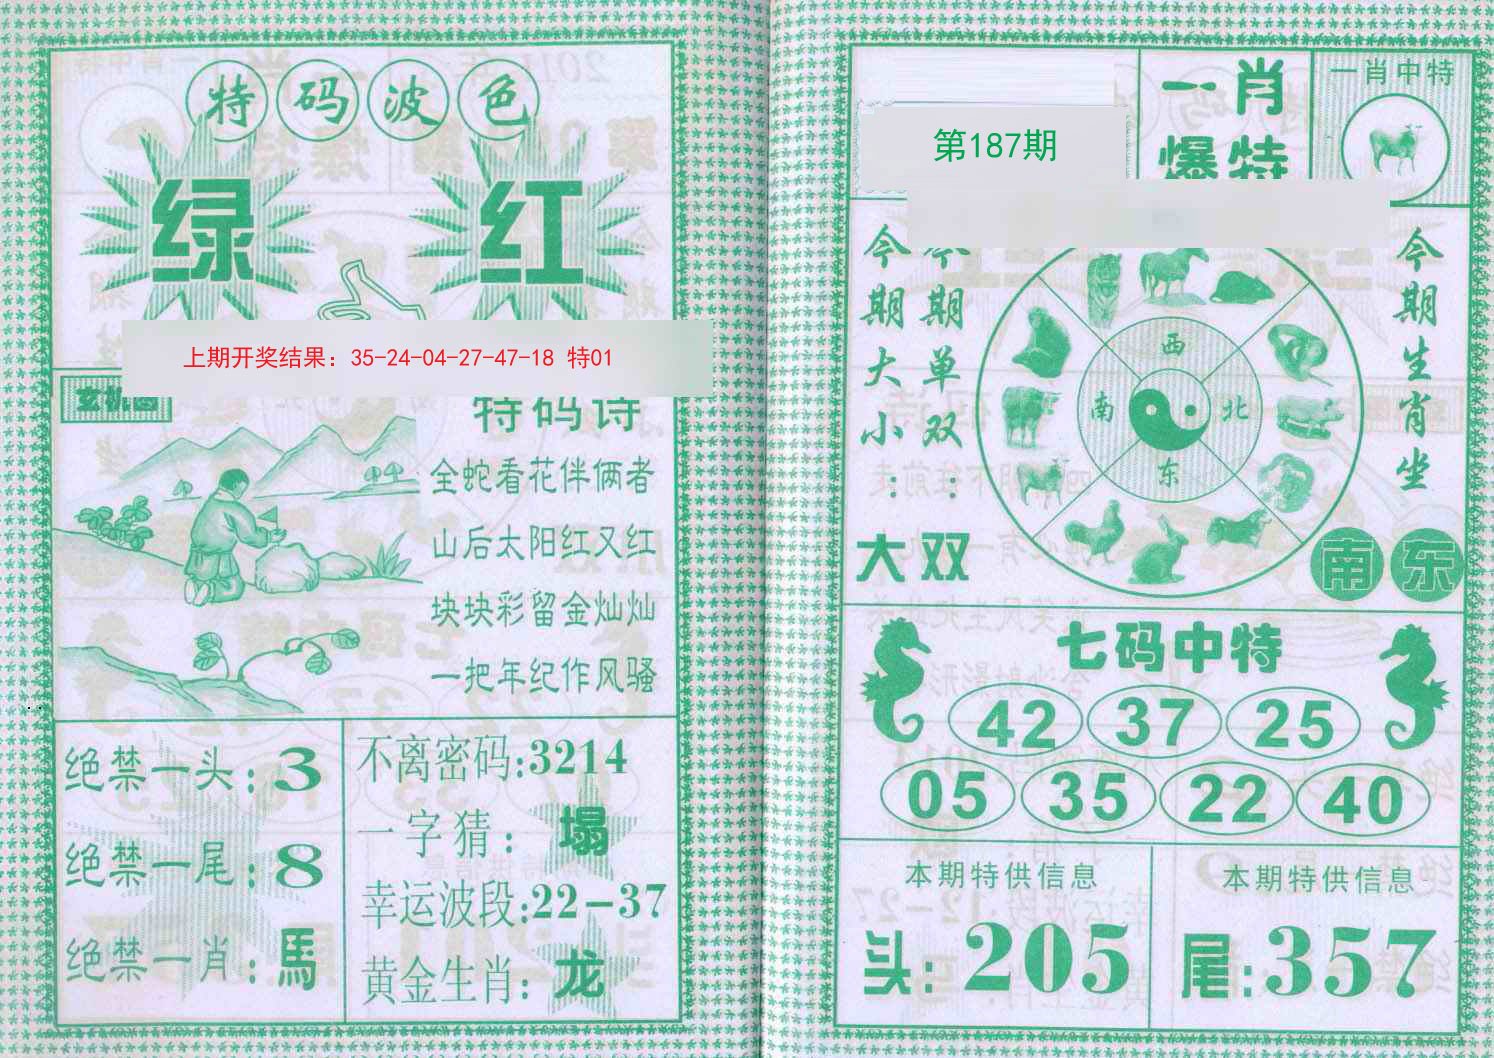 特码波色
绿 红
上期开奖结果：35-24-04-27-47-18 特01
玄机图
特码诗
全蛇看花伴俩者
山后太阳红又红
块块彩留金灿灿
一把年纪作风骚
绝禁一头:3
绝禁一尾:8
绝禁一肖:馬
不离密码:3214
一字猜:塌
幸运波段:22-37
黄金生肖:龙
第187期
一肖
爆特
一肖中特
今期大小:大
今期单双:双
西
南 北
东
今期生肖坐
南东
七码中特
42 37 25
05 35 22 40
本期特供信息
头:205
本期特供信息
尾:357